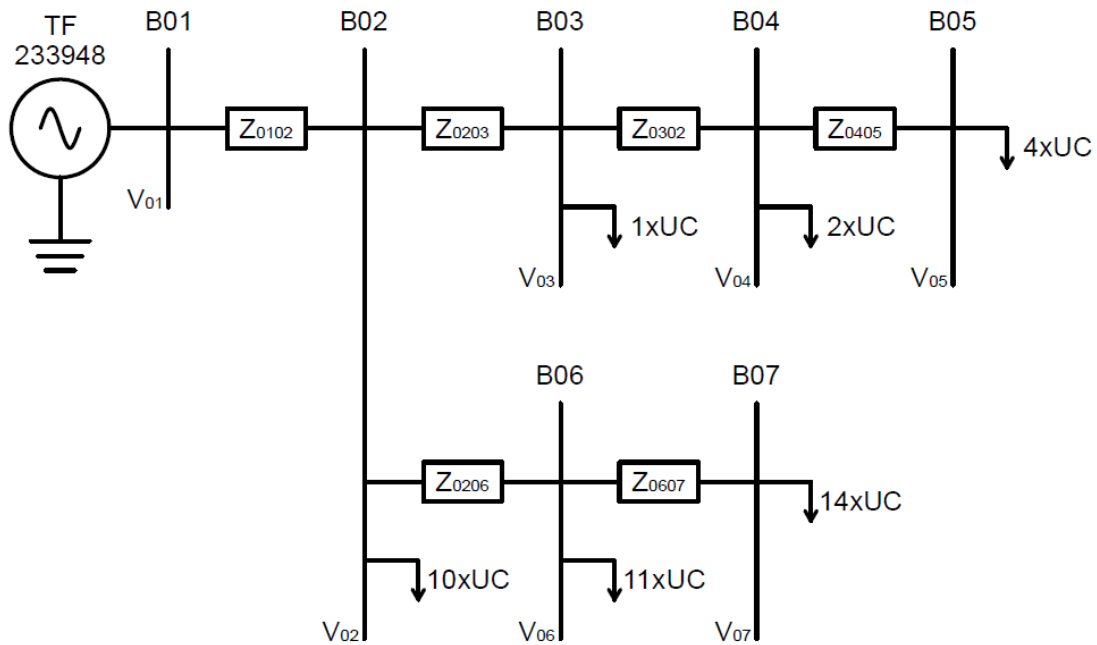 TF
233948
B01
B02
B03
B04
B05
Z0102
Z0203
Z0302
Z0405
4xUC
V01
1xUC
2xUC
V03
V04
V05
B06
B07
Z0206
Z0607
14xUC
10xUC
11xUC
V02
V06
V07